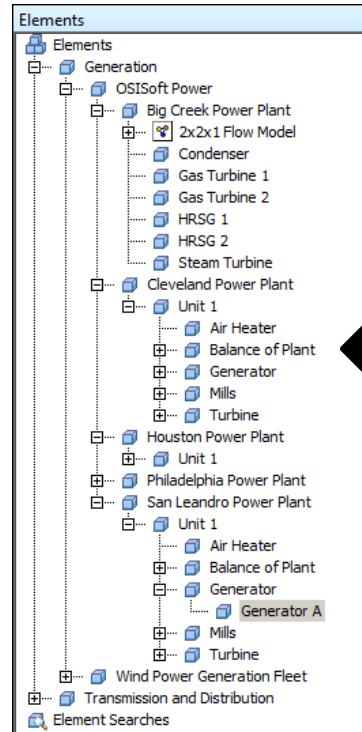 Elements
Elements
Generation
OSISoft Power
Big Creek Power Plant
2x2x1 Flow Model
Condenser
Gas Turbine 1
Gas Turbine 2
HRSG 1
HRSG 2
Steam Turbine
Cleveland Power Plant
Unit 1
Air Heater
Balance of Plant
Generator
Mills
Turbine
Houston Power Plant
Unit 1
Philadelphia Power Plant
San Leandro Power Plant
Unit 1
Air Heater
Balance of Plant
Generator
Generator A
Mills
Turbine
Wind Power Generation Fleet
Transmission and Distribution
Element Searches